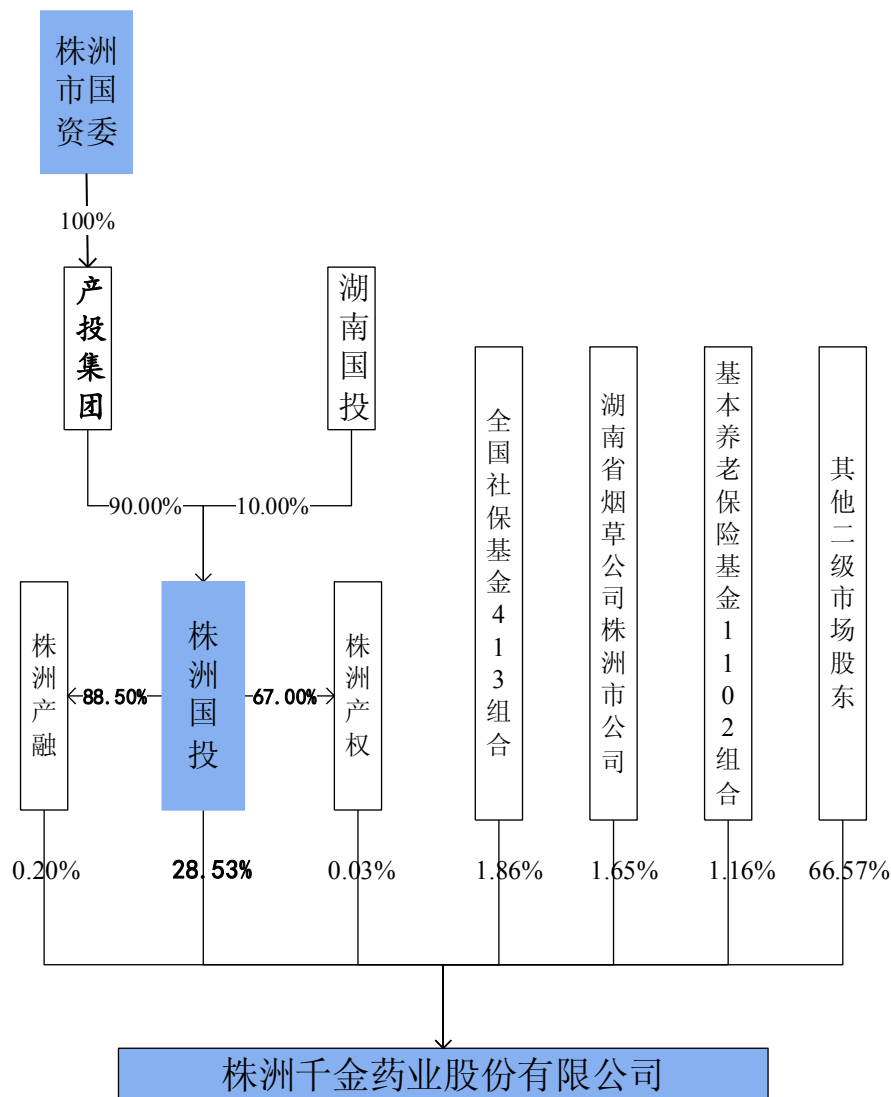 株洲
市国
资委
100%
产投集团
湖南国投
90.00%
10.00%
全国社保基金413组合
湖南省烟草公司株洲市公司
基本养老保险基金1102组合
其他二级市场股东
株洲产融
88.50%
株洲国投
67.00%
株洲产权
0.20%
28.53%
0.03%
1.86%
1.65%
1.16%
66.57%
株洲千金药业股份有限公司